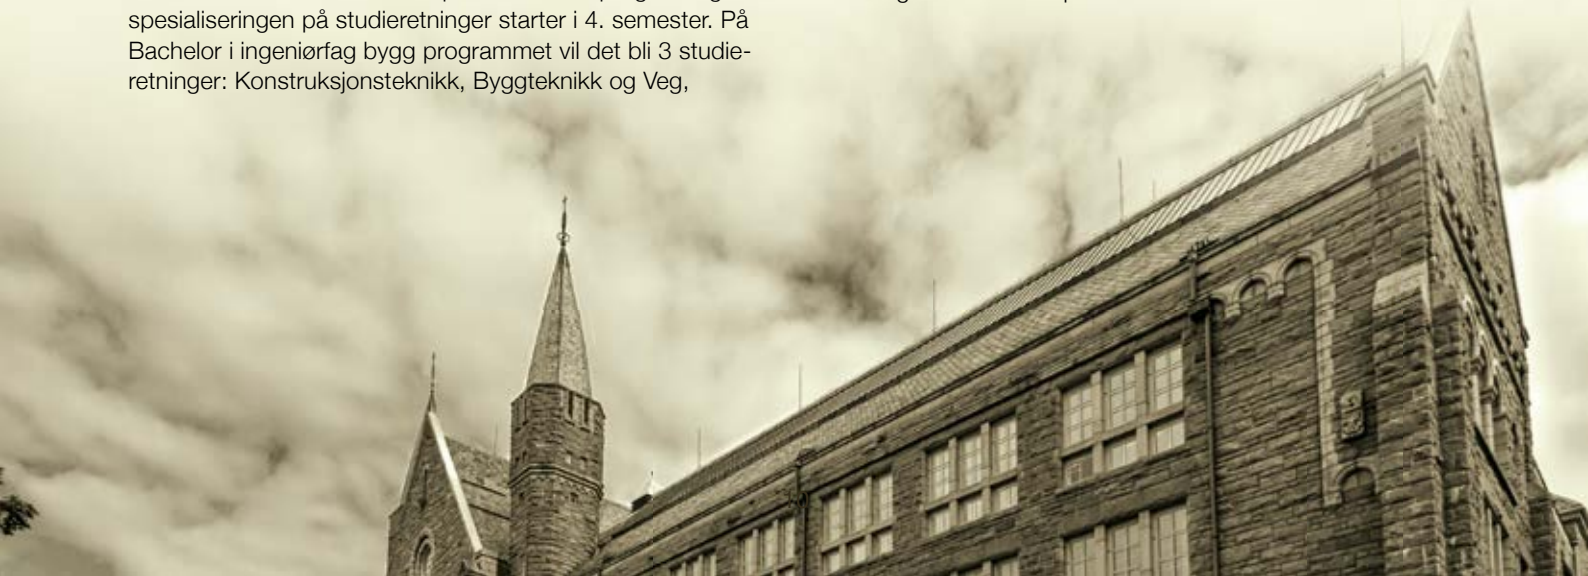 spesialiseringen på studieretninger starter i 4. semester. På
Bachelor i ingeniørfag bygg programmet vil det bli 3 studie-
retninger: Konstruksjonsteknikk, Byggteknikk og Veg,